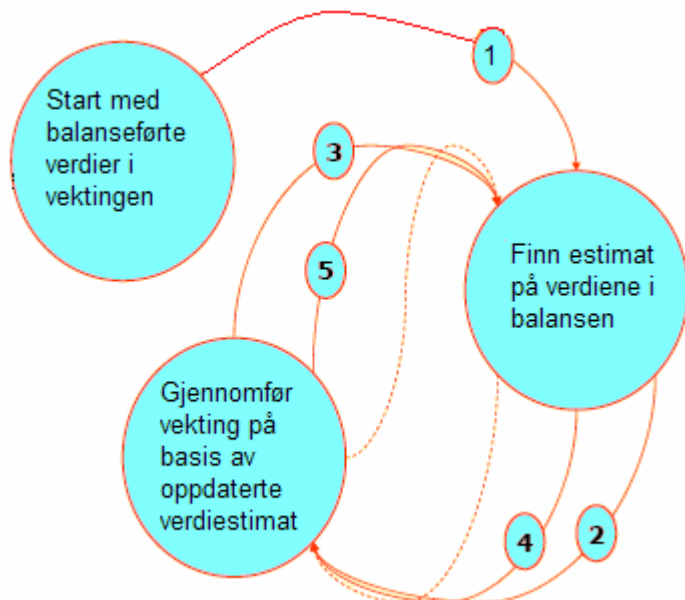 1
Start med
balanseførte
verdier i
vektingen
3
5
Finn estimat
på verdiene i
balansen
Gjennomfør
vekting på
basis av
oppdaterte
verdiestimat
4
2